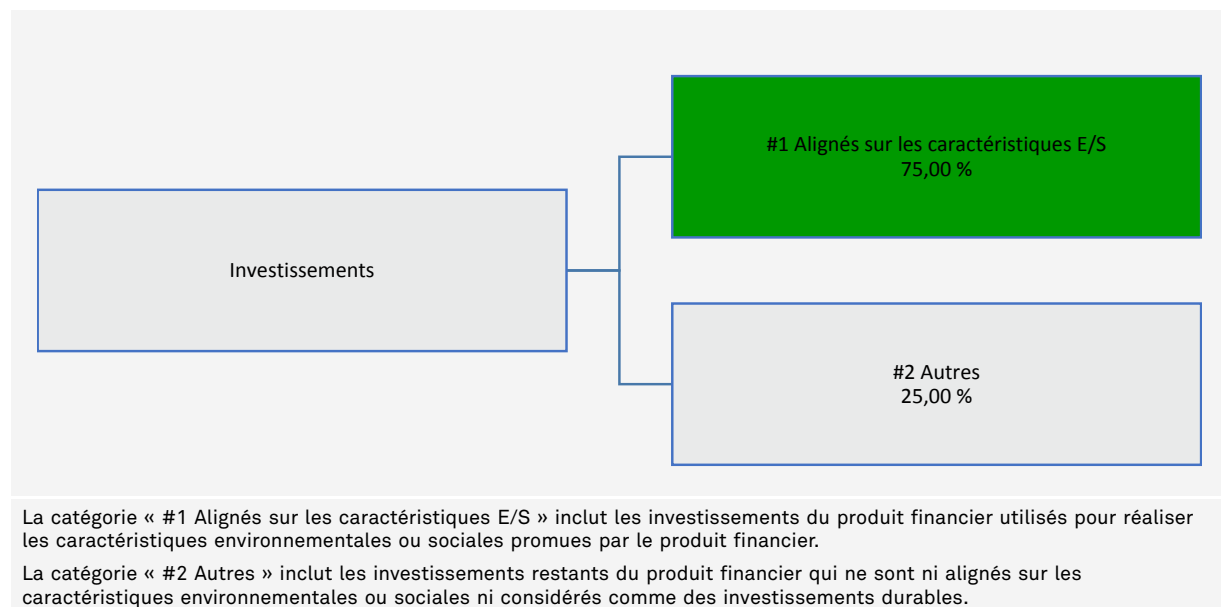 #1 Alignés sur les caractéristiques E/S
75,00 %
Investissements
#2 Autres
25,00 %
La catégorie « #1 Alignés sur les caractéristiques E/S » inclut les investissements du produit financier utilisés pour réaliser
les caractéristiques environnementales ou sociales promues par le produit financier.
La catégorie « #2 Autres » inclut les investissements restants du produit financier qui ne sont ni alignés sur les
caractéristiques environnementales ou sociales ni considérés comme des investissements durables.